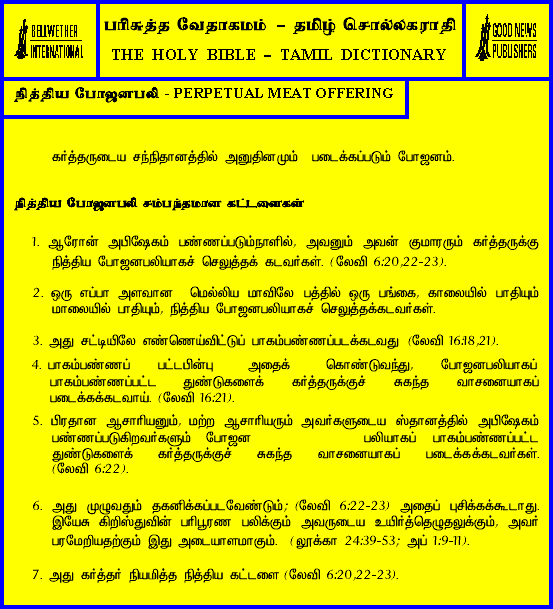 BELLWETHER
INTERNATIONAL
பரிசுத்த வேதாகமம் – தமிழ் சொல்லகராதி
THE HOLY BIBLE – TAMIL DICTIONARY
GOOD NEWS
PUBLISHERS
நித்திய போஜனபலி - PERPETUAL MEAT OFFERING
கர்த்தருடைய சந்நிதானத்தில் அனுதினமும் படைக்கப்படும் போஜனம்.
நித்திய போஜனபலி சம்பந்தமான கட்டளைகள்
1. ஆரோன் அபிஷேகம் பண்ணப்படும்நாளில், அவனும் அவன் குமாரரும் கர்த்தருக்கு
நித்திய போஜனபலியாகச் செலுத்தக் கடவர்கள். (லேவி 6:20,22-23).
2. ஒரு எப்பா அளவான மெல்லிய மாவிலே பத்தில் ஒரு பங்கை, காலையில் பாதியும்
மாலையில் பாதியும், நித்திய போஜனபலியாகச் செலுத்தக்கடவர்கள்.
3. அது சட்டியிலே எண்ணெய்விட்டுப் பாகம்பண்ணப்படக்கடவது (லேவி 16:18,21).
4. பாகம்பண்ணப் பட்டபின்பு அதைக் கொண்டுவந்து, போஜனபலியாகப்
பாகம்பண்ணப்பட்ட துண்டுகளைக் கர்த்தருக்குச் சுகந்த வாசனையாகப்
படைக்கக்கடவாய். (லேவி 16:21).
5. பிரதான ஆசாரியனும், மற்ற ஆசாரியரும் அவர்களுடைய ஸ்தானத்தில் அபிஷேகம்
பண்ணப்படுகிறவர்களும் போஜன பலியாகப் பாகம்பண்ணப்பட்ட
துண்டுகளைக் கர்த்தருக்குச் சுகந்த வாசனையாகப் படைக்கக்கடவர்கள்.
(லேவி 6:22).
6. அது முழுவதும் தகனிக்கப்படவேண்டும்; (லேவி 6:22-23) அதைப் புசிக்கக்கூடாது.
இயேசு கிறிஸ்துவின் பரிபூரண பலிக்கும் அவருடைய உயிர்த்தெழுதலுக்கும், அவர்
பரமேறியதற்கும் இது அடையாளமாகும். (லூக்கா 24:39-53; அப் 1:9-11).
7. அது கர்த்தர் நியமித்த நித்திய கட்டளை (லேவி 6:20,22-23).